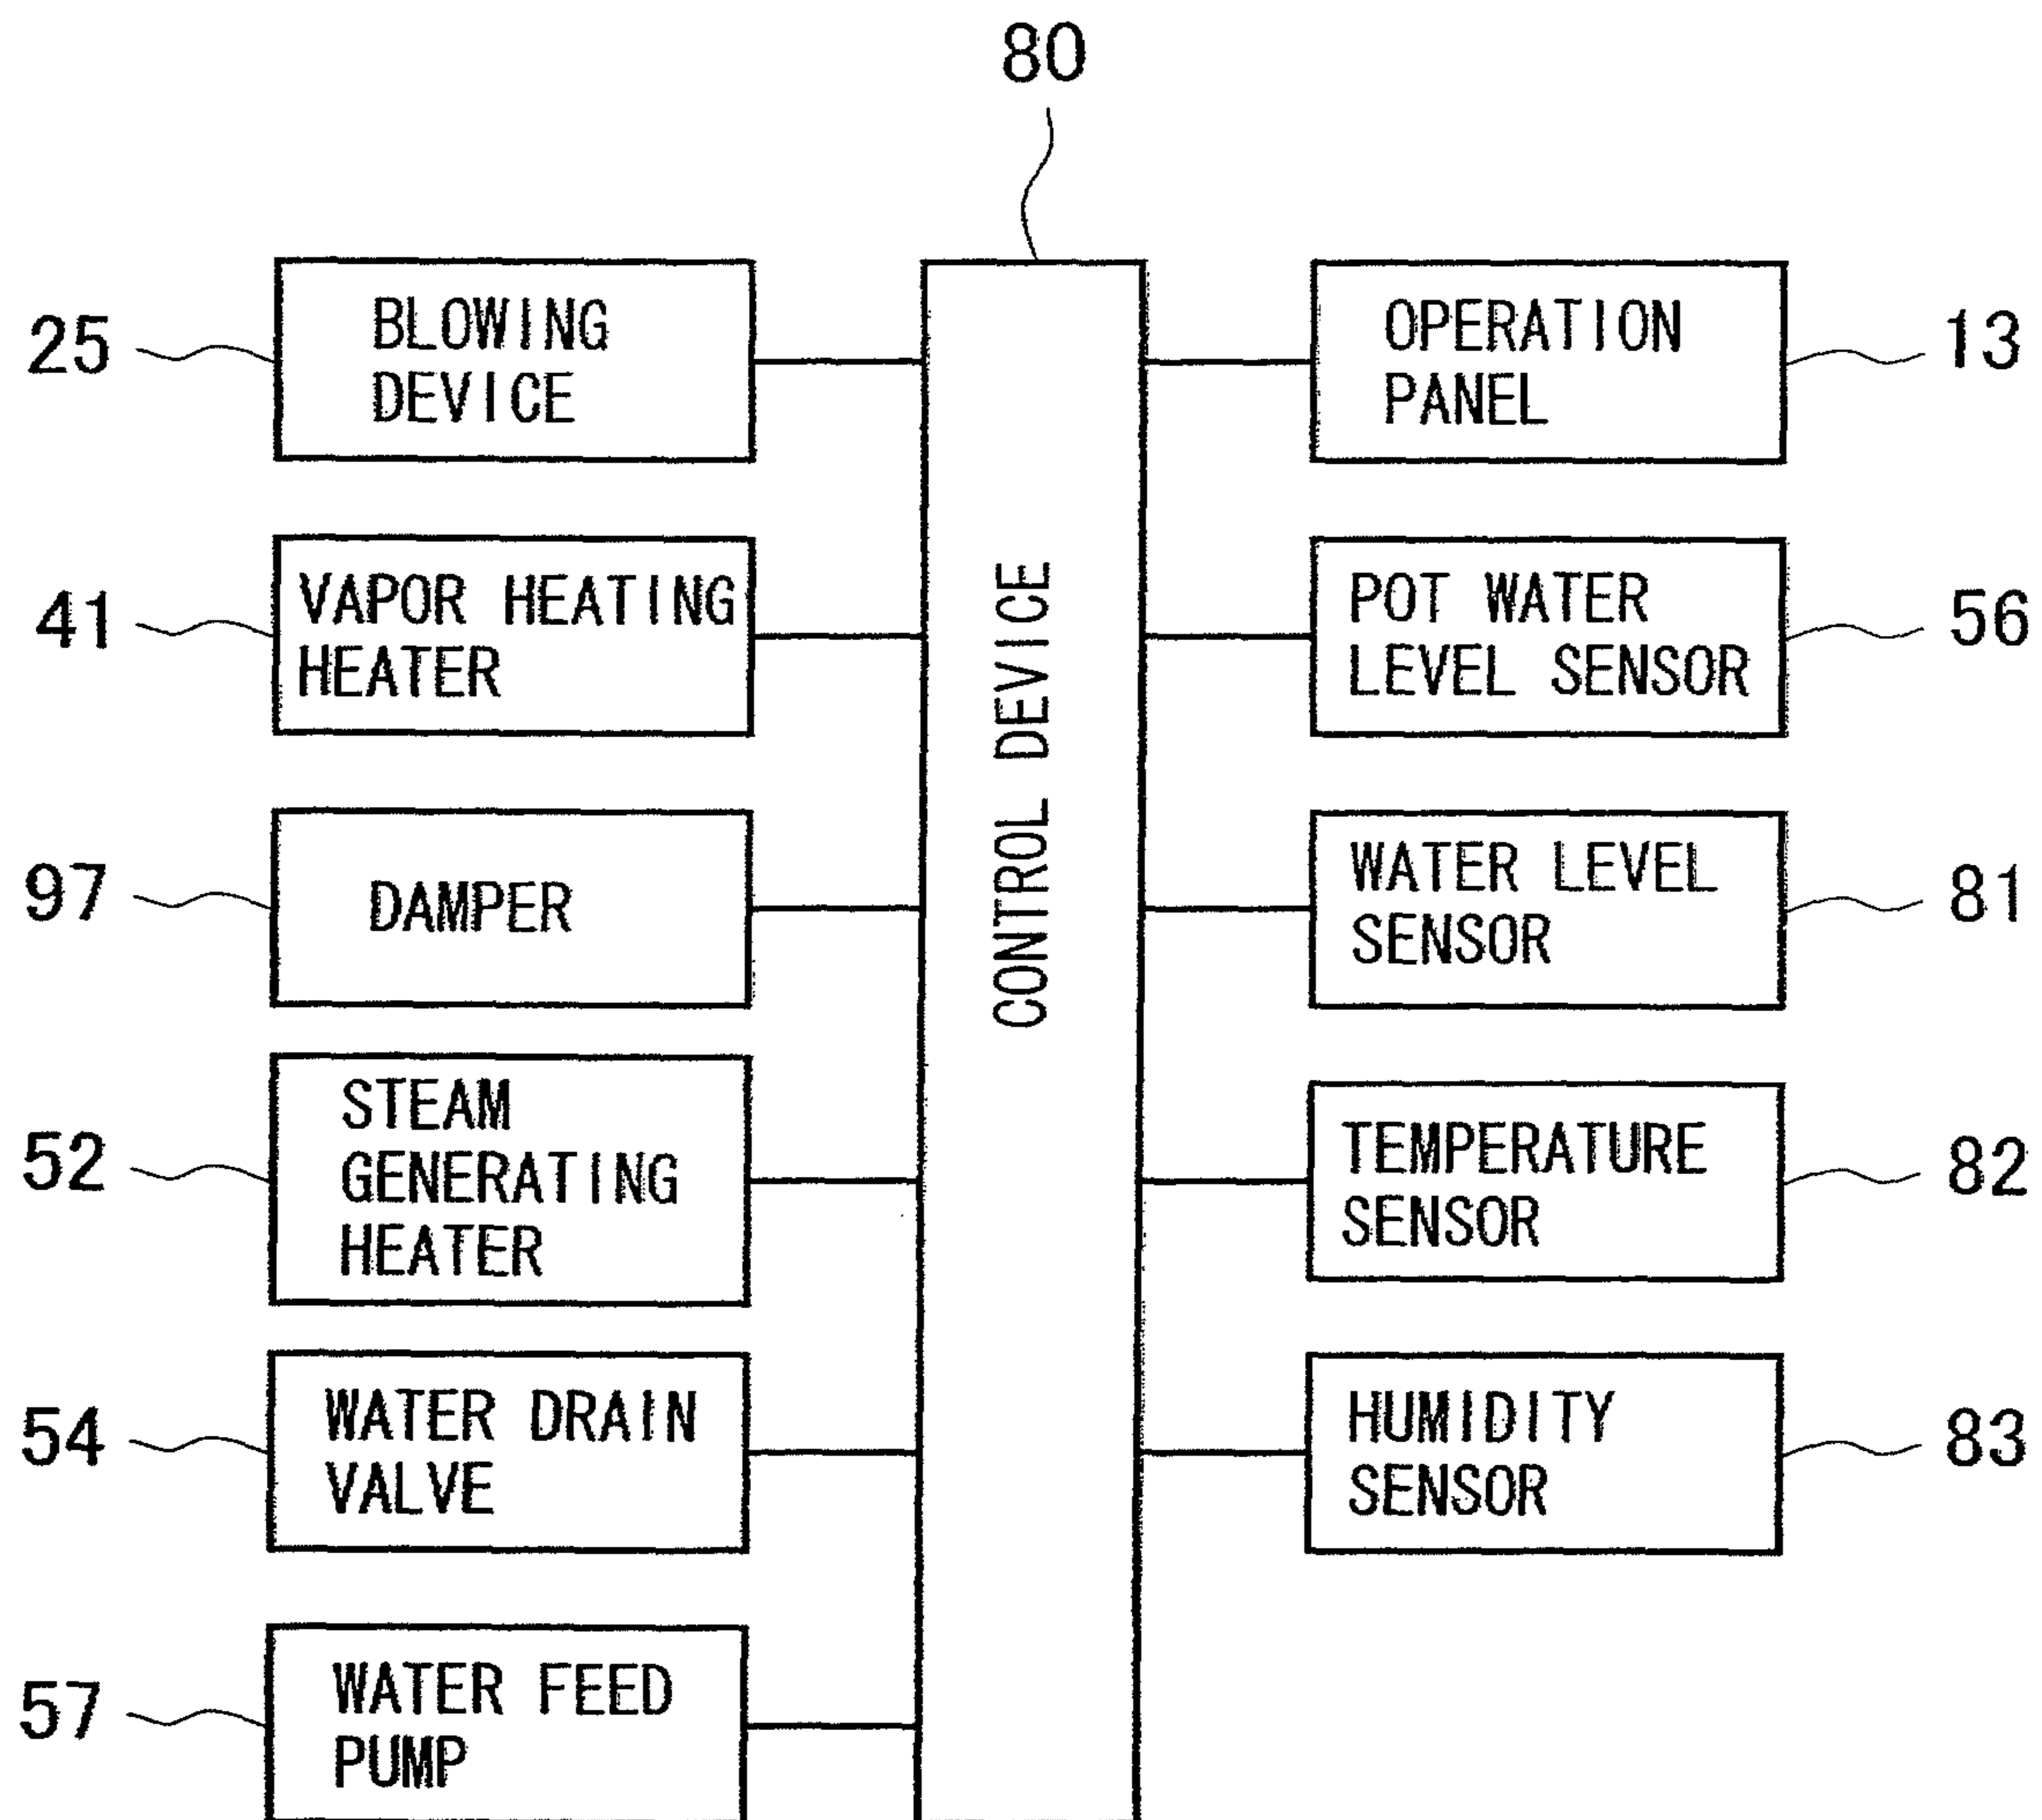 80
25
BLOWING
DEVICE
41
VAPOR HEATING
HEATER
97
DAMPER
52
STEAM
GENERATING
HEATER
54
WATER DRAIN
VALVE
57
WATER FEED
PUMP
CONTROL DEVICE
OPERATION
PANEL
13
POT WATER
LEVEL SENSOR
56
WATER LEVEL
SENSOR
81
TEMPERATURE
SENSOR
82
HUMIDITY
SENSOR
83